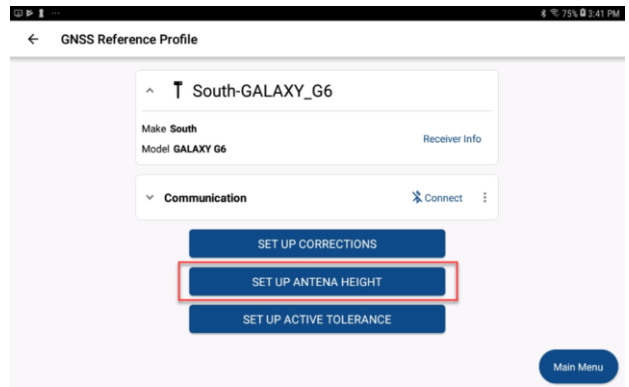 75% 3:41 PM
GNSS Reference Profile
South-GALAXY_G6
Make South
Model GALAXY G6
Receiver Info
Communication
Connect
SET UP CORRECTIONS
SET UP ANTENA HEIGHT
SET UP ACTIVE TOLERANCE
Main Menu